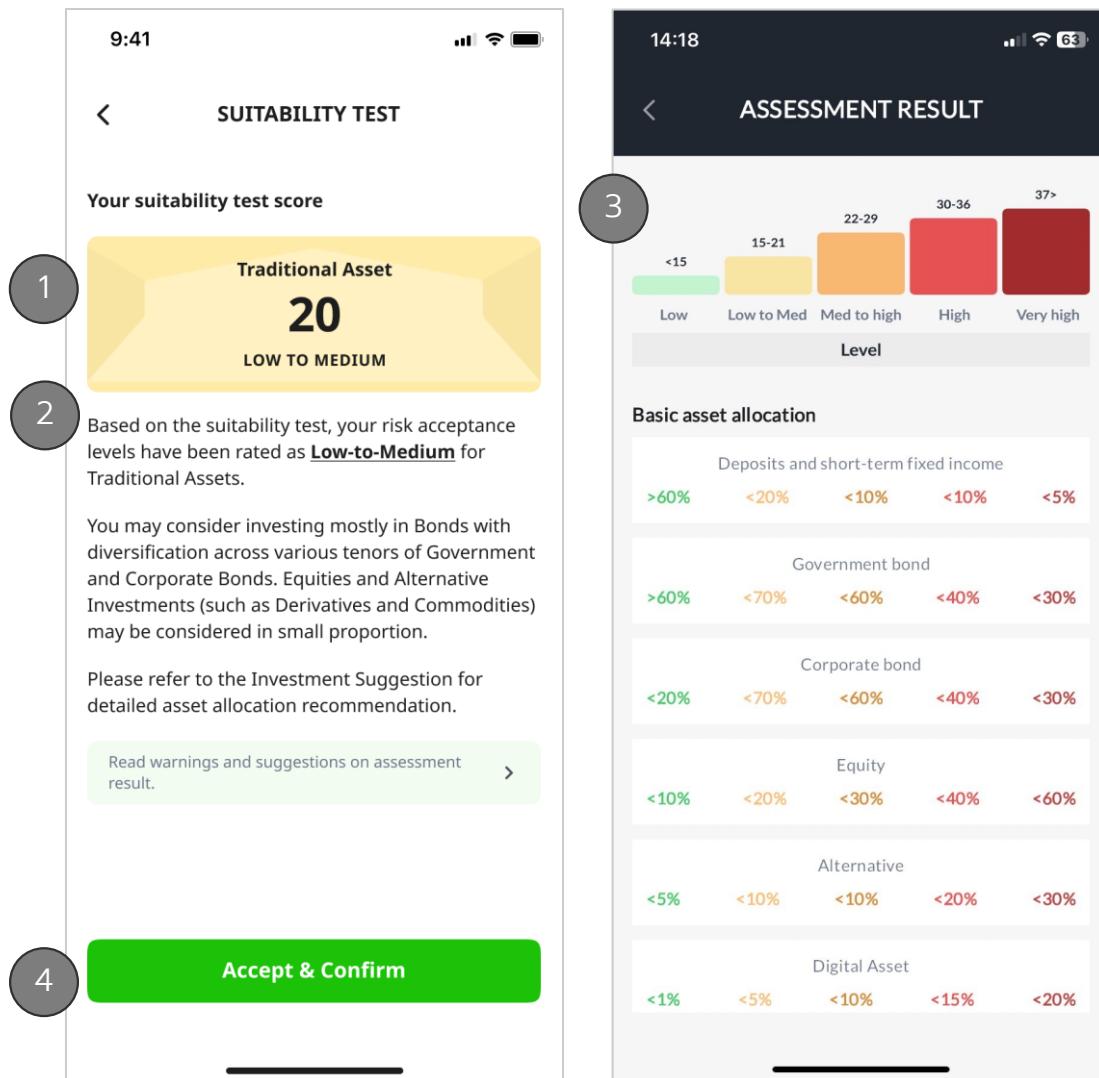 9:41
SUITABILITY TEST
Your suitability test score
1
Traditional Asset
20
LOW TO MEDIUM
2
Based on the suitability test, your risk acceptance
levels have been rated as Low-to-Medium for
Traditional Assets.
You may consider investing mostly in Bonds with
diversification across various tenors of Government
and Corporate Bonds. Equities and Alternative
Investments (such as Derivatives and Commodities)
may be considered in small proportion.
Please refer to the Investment Suggestion for
detailed asset allocation recommendation.
Read warnings and suggestions on assessment
result.
4
Accept & Confirm
14:18
63
ASSESSMENT RESULT
3
<15 15-21 22-29 30-36 37>
Low Low to Med Med to high High Very high
Level
Basic asset allocation
Deposits and short-term fixed income
>60% <20% <10% <10% <5%
Government bond
>60% <70% <60% <40% <30%
Corporate bond
<20% <70% <60% <40% <30%
Equity
<10% <20% <30% <40% <60%
Alternative
<5% <10% <10% <20% <30%
Digital Asset
<1% <5% <10% <15% <20%